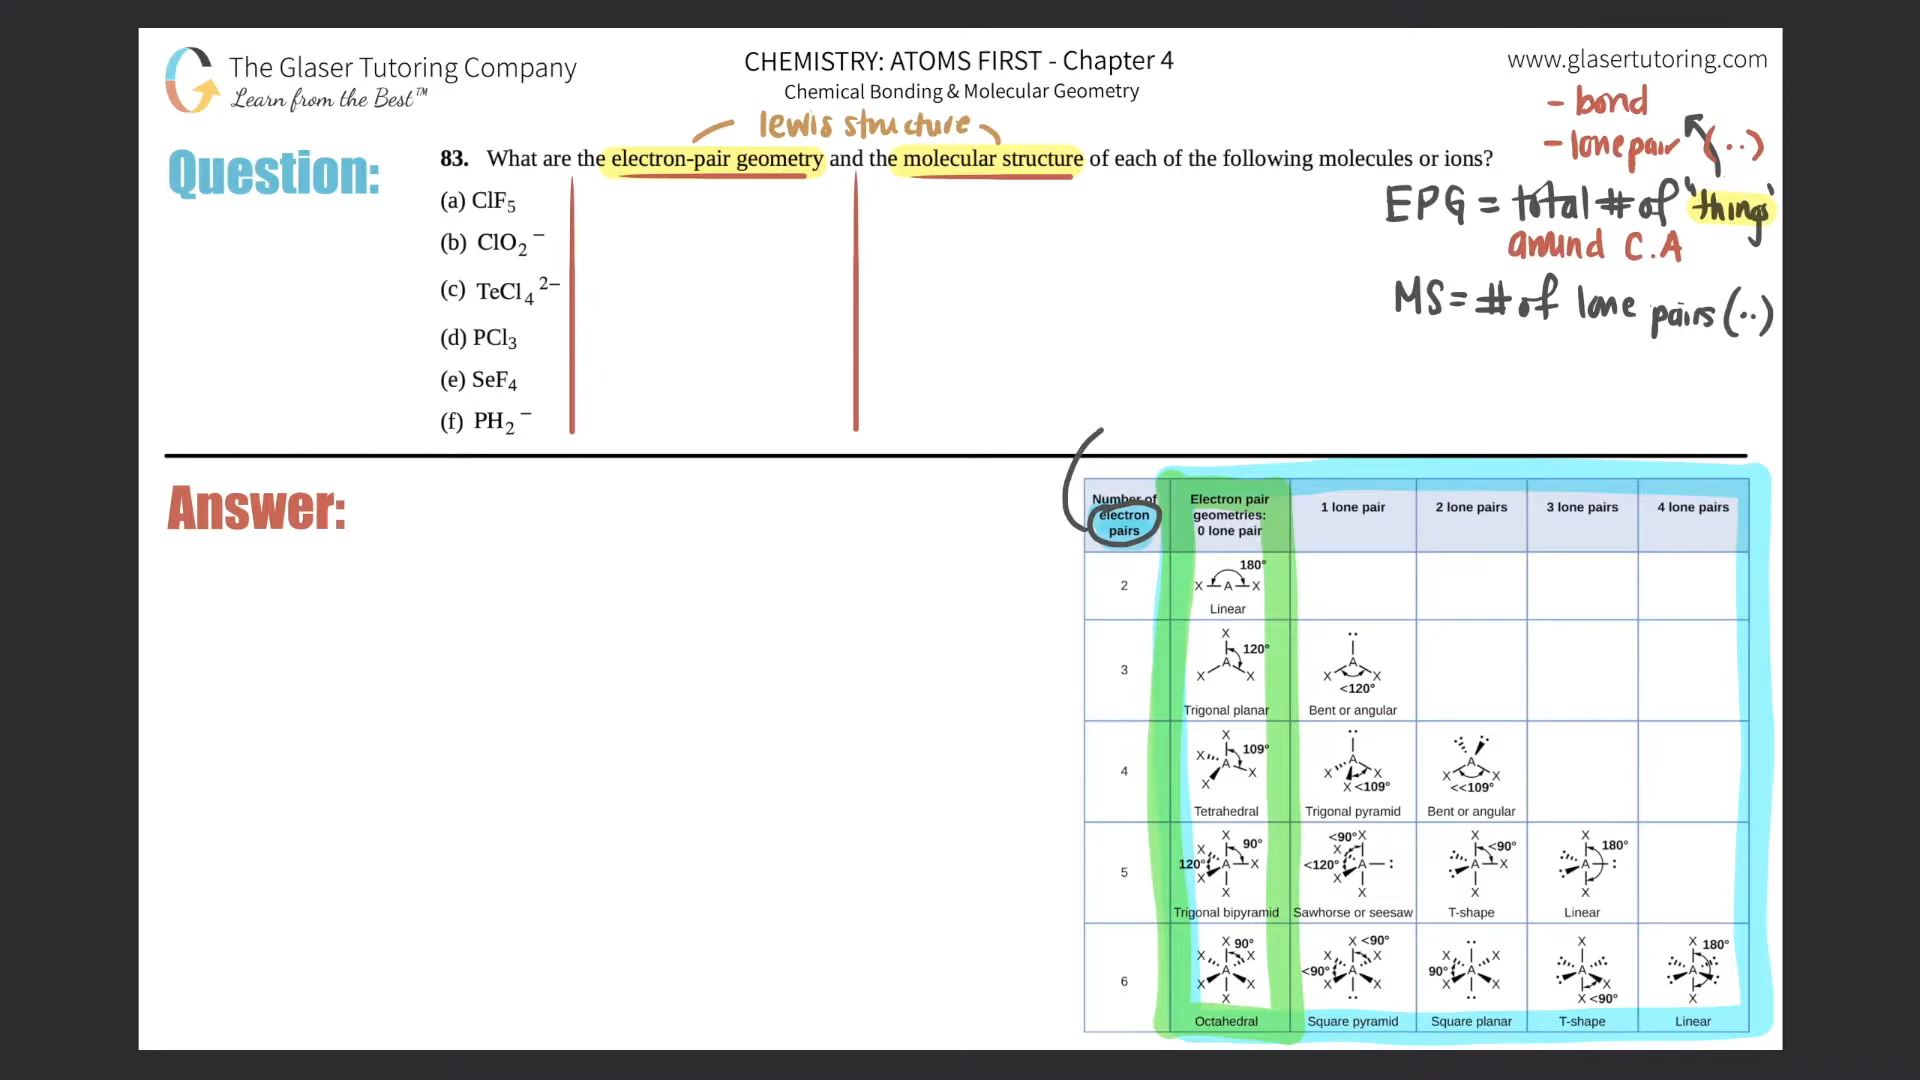 The Glaser Tutoring Company
Learn from the Best™
CHEMISTRY: ATOMS FIRST - Chapter 4
Chemical Bonding & Molecular Geometry
www.glasertutoring.com
- bond
- lone pair (··)
lewis structure
Question:
83. What are the electron-pair geometry and the molecular structure of each of the following molecules or ions?
(a) ClF5
(b) ClO2 −
(c) TeCl4 2−
(d) PCl3
(e) SeF4
(f) PH2 −
EPG = total # of "things"
around C.A
MS = # of lone pairs (··)
Answer:
Number of electron pairs
Electron pair geometries: 0 lone pair
1 lone pair
2 lone pairs
3 lone pairs
4 lone pairs
2
180°
X A X
Linear
3
X
120°
A
X X
Trigonal planar
··
A
X X
<120°
Bent or angular
4
X
109°
X A X
X
Tetrahedral
··
A
X X
X <109°
Trigonal pyramid
A
X X
<<109°
Bent or angular
5
X
90°
X
120° A X
X
X
Trigonal bipyramid
<90° X
X
<120° A :
X
X
Sawhorse or seesaw
X
<90°
A X
X
T-shape
X
180°
A :
X
Linear
6
X 90°
X X
A
X X
X
Octahedral
X <90°
X X
<90° A
X X
··
Square pyramid
··
X X
90° A
X X
··
Square planar
X
A
X
X <90°
T-shape
X 180°
A
X
Linear